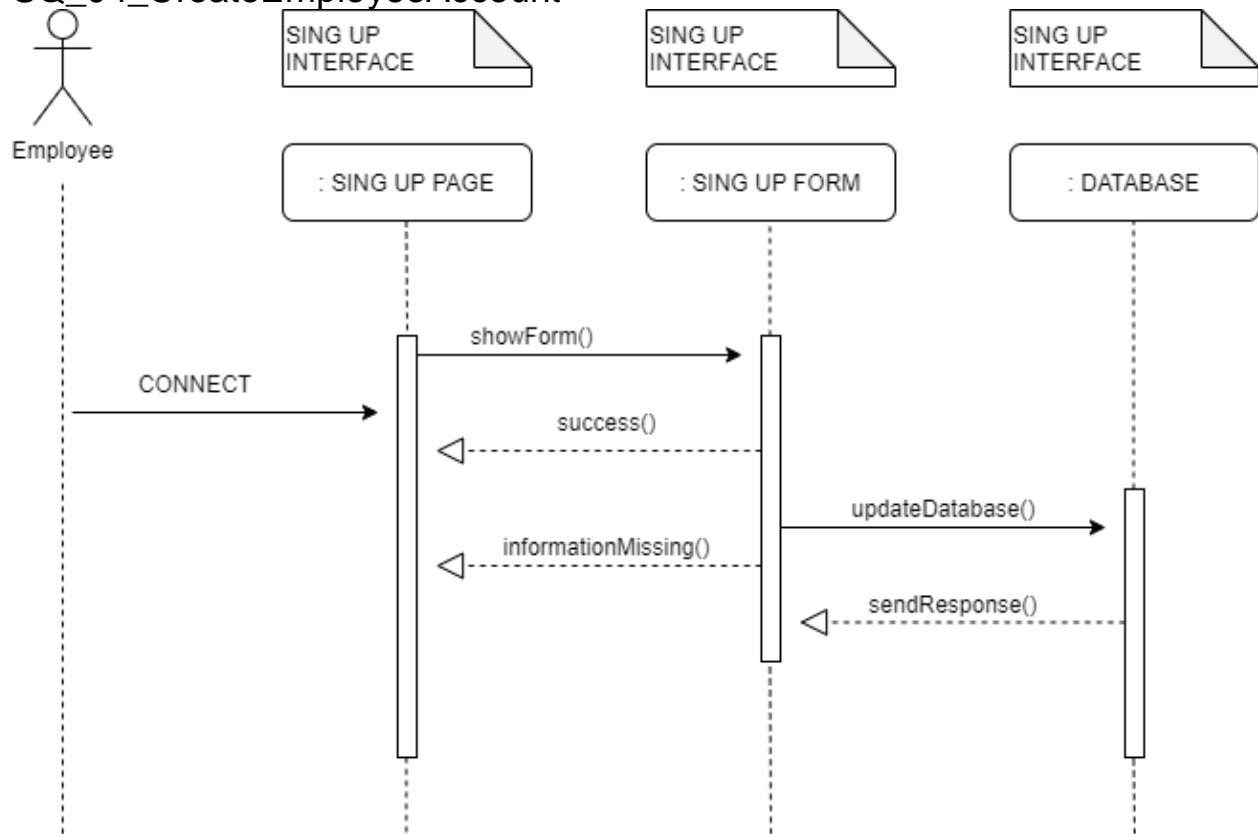 Employee
SING UP
INTERFACE
SING UP
INTERFACE
SING UP
INTERFACE
: SING UP PAGE
: SING UP FORM
: DATABASE
showForm()
CONNECT
success()
updateDatabase()
informationMissing()
sendResponse()